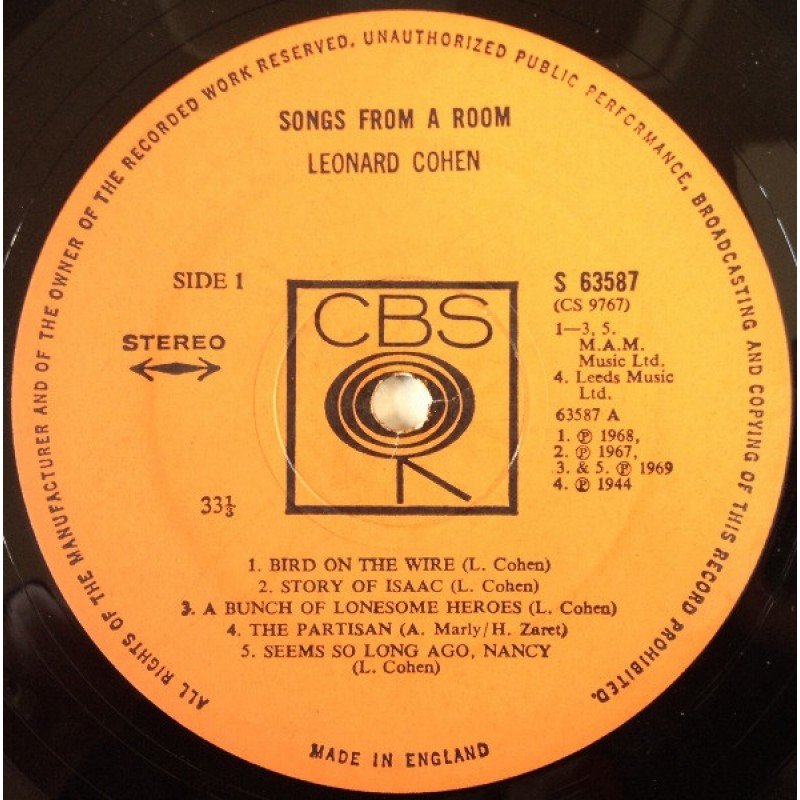 ALL RIGHTS OF THE MANUFACTURER AND OF THE OWNER OF THE RECORDED WORK RESERVED. UNAUTHORIZED PUBLIC PERFORMANCE, BROADCASTING AND COPYING OF THIS RECORD PROHIBITED.
SONGS FROM A ROOM
LEONARD COHEN
SIDE 1
STEREO
33⅓
CBS
S 63587
(CS 9767)
1—3, 5.
M.A.M.
Music Ltd.
4. Leeds Music
Ltd.
63587 A
1. ℗ 1968,
2. ℗ 1967,
3. & 5. ℗ 1969
4. ℗ 1944
1. BIRD ON THE WIRE (L. Cohen)
2. STORY OF ISAAC (L. Cohen)
3. A BUNCH OF LONESOME HEROES (L. Cohen)
4. THE PARTISAN (A. Marly/H. Zaret)
5. SEEMS SO LONG AGO, NANCY
(L. Cohen)
MADE IN ENGLAND